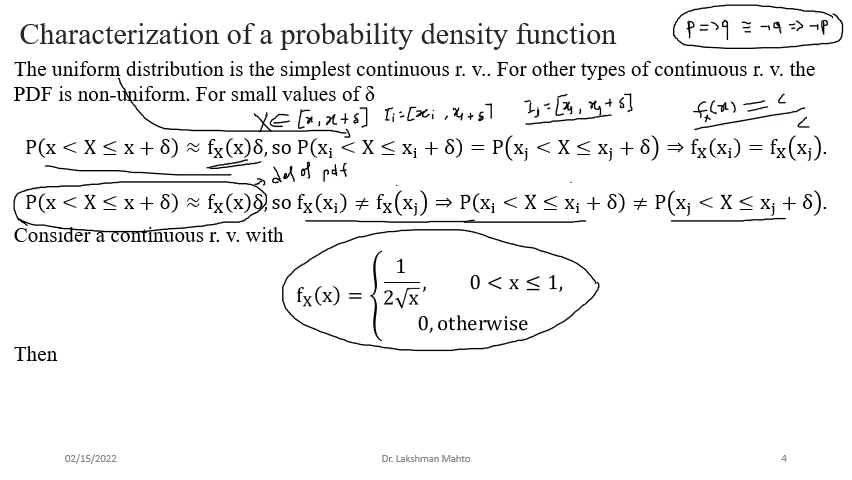 Characterization of a probability density function
p => q ≅ ¬q => ¬p
The uniform distribution is the simplest continuous r. v.. For other types of continuous r. v. the
PDF is non-uniform. For small values of δ
X ∈ [x, x+δ] I_i = [x_i, x_i+δ] I_j = [x_j, x_j+δ] f_X(x) = c
c
P(x < X ≤ x + δ) ≈ f_X(x)δ, so P(x_i < X ≤ x_i + δ) = P(x_j < X ≤ x_j + δ) ⇒ f_X(x_i) = f_X(x_j).
→ def of pdf
P(x < X ≤ x + δ) ≈ f_X(x)δ, so f_X(x_i) ≠ f_X(x_j) ⇒ P(x_i < X ≤ x_i + δ) ≠ P(x_j < X ≤ x_j + δ).
Consider a continuous r. v. with
f_X(x) = { 1/(2√x), 0 < x ≤ 1,
0, otherwise
Then
02/15/2022 Dr. Lakshman Mahto 4